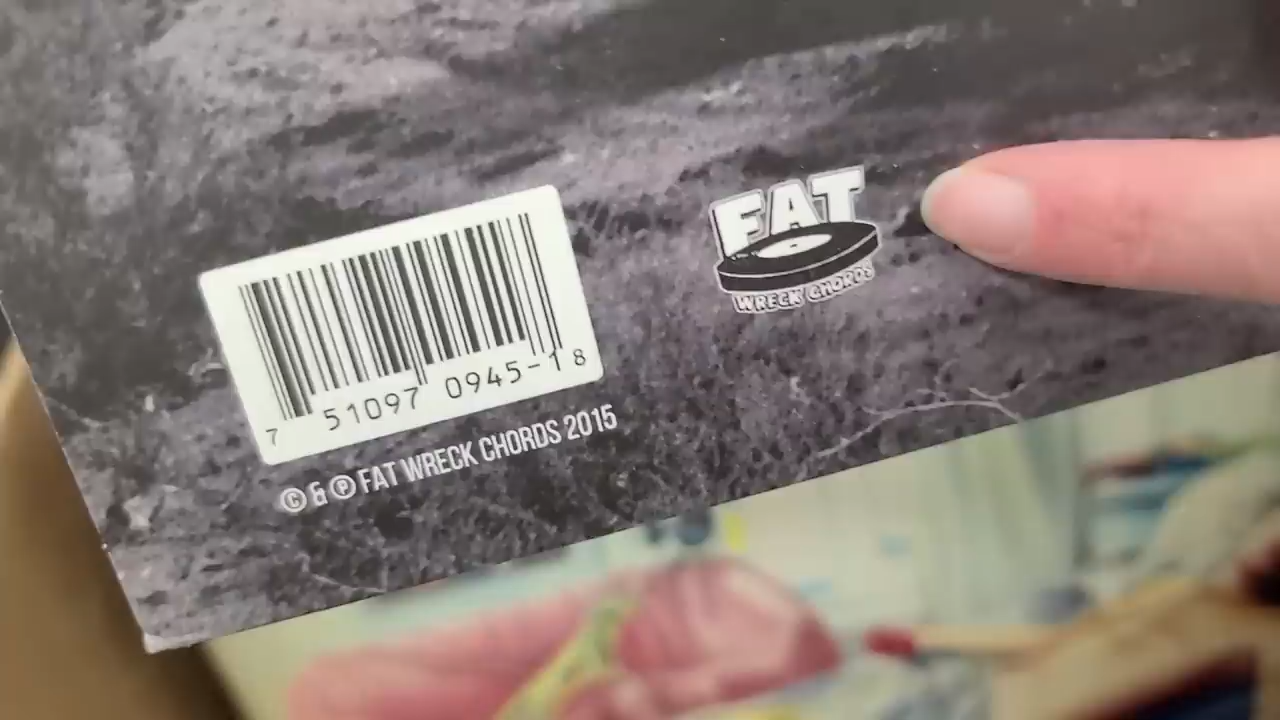 FAT
WRECK CHORDS
7 51097 0945-1 8
© & ℗ FAT WRECK CHORDS 2015